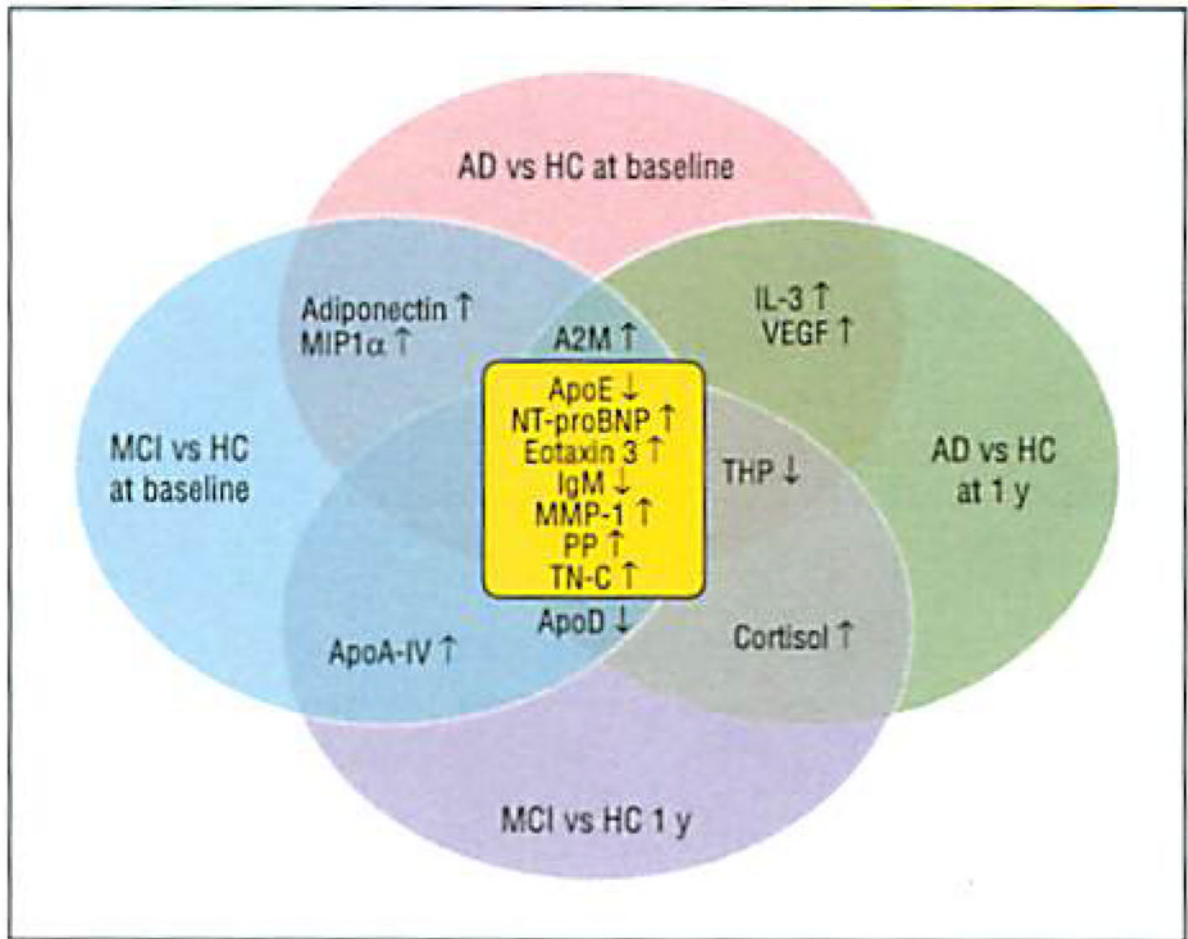 AD vs HC at baseline
Adiponectin ↑
MIP1α ↑
A2M ↑
IL-3 ↑
VEGF ↑
MCI vs HC
at baseline
ApoE ↓
NT-proBNP ↑
Eotaxin 3 ↑
IgM ↓
MMP-1 ↑
PP ↑
TN-C ↑
THP ↓
AD vs HC
at 1 y
ApoD ↓
ApoA-IV ↑
Cortisol ↑
MCI vs HC 1 y